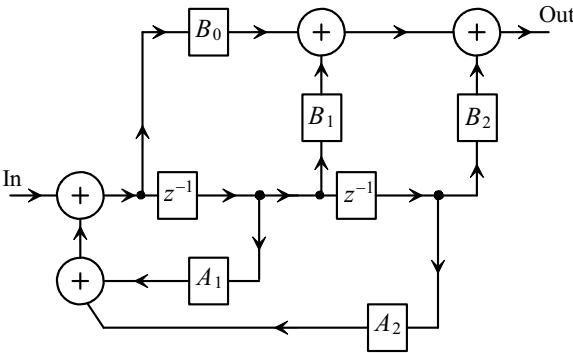 Out
B₀ + +
B₁ B₂
In
+ z⁻¹ z⁻¹
+ A₁
A₂